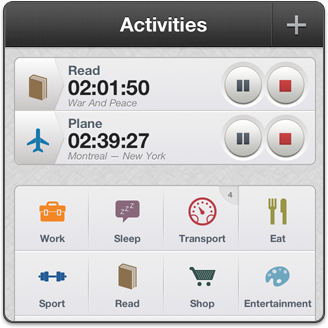 Activities
Read
02:01:50
War And Peace
Plane
02:39:27
Montreal — New York
4
Work
Sleep
Transport
Eat
Sport
Read
Shop
Entertainment